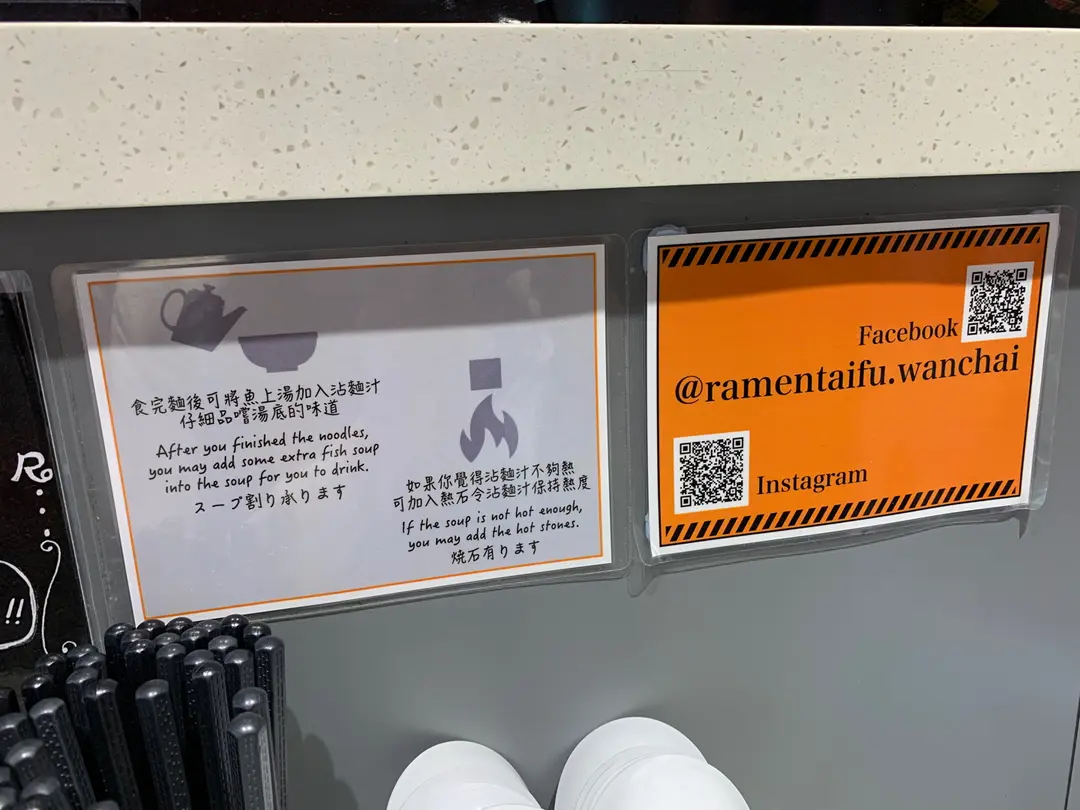 食完麵後可將魚上湯加入沾麵汁
仔細品嚐湯底的味道
After you finished the noodles,
you may add some extra fish soup
into the soup for you to drink.
スープ割り承ります
如果你覺得沾麵汁不夠熱
可加入熱石令沾麵汁保持熱度
If the soup is not hot enough,
you may add the hot stones.
焼石有ります
Facebook
@ramentaifu.wanchai
Instagram
R
!!